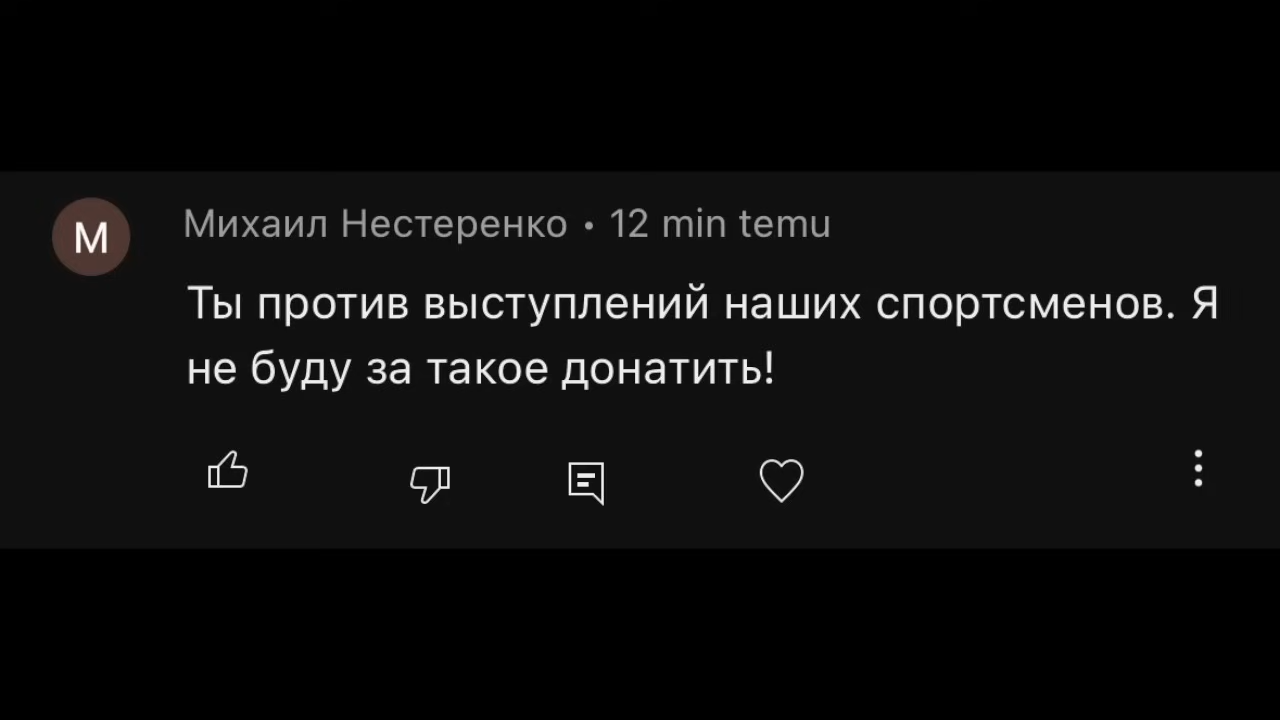 М
Михаил Нестеренко • 12 min temu
Ты против выступлений наших спортсменов. Я
не буду за такое донатить!